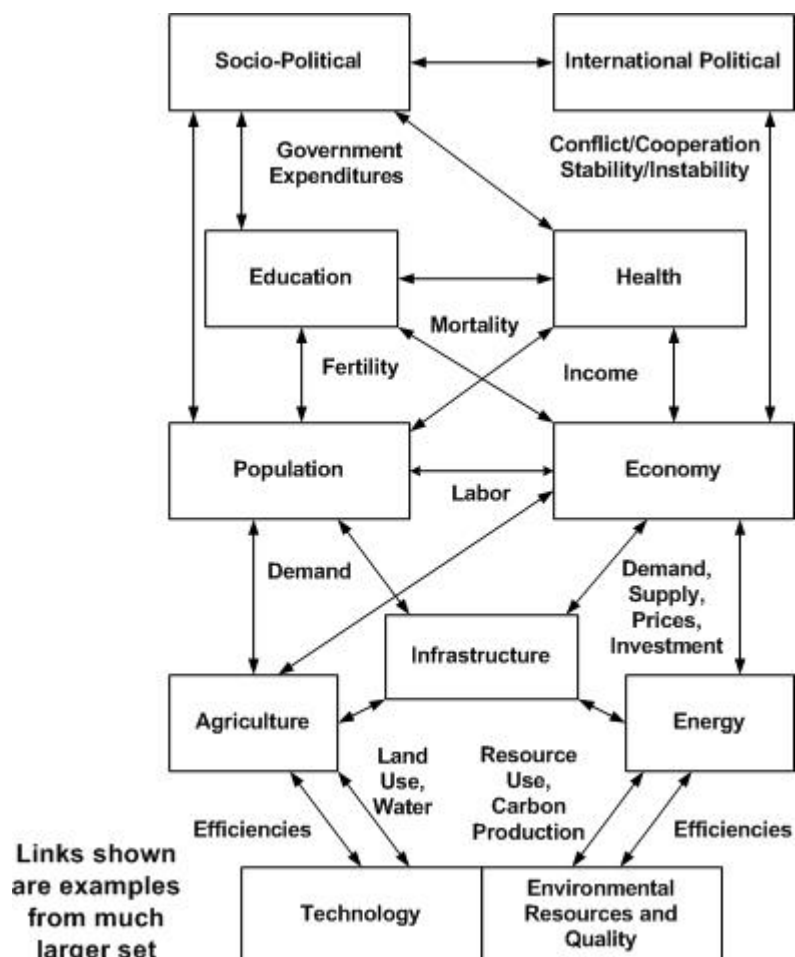 Socio-Political
International Political
Government
Expenditures
Conflict/Cooperation
Stability/Instability
Education
Health
Mortality
Fertility
Income
Population
Economy
Labor
Demand
Demand,
Supply,
Prices,
Investment
Infrastructure
Agriculture
Energy
Land
Use,
Water
Resource
Use,
Carbon
Production
Efficiencies
Efficiencies
Links shown
are examples
from much
larger set
Technology
Environmental
Resources and
Quality